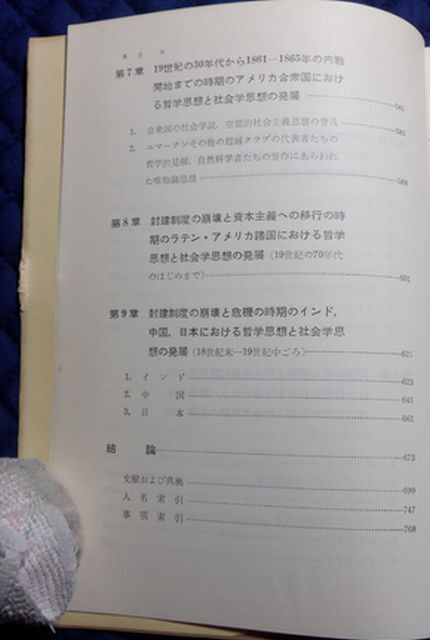 第7章 19世紀の30年代から1861—1865年の内戦
開始までの時期のアメリカ合衆国におけ
る哲学思想と社会学思想の発展 581
1. 合衆国の社会学説，空想的社会主義思想の普及 583
2. エマーソンその他の超越クラブの代表者たちの
哲学的見解，自然科学者たちの労作にあらわれ
た唯物論思想 588
第8章 封建制度の崩壊と資本主義への移行の時
期のラテン・アメリカ諸国における哲学
思想と社会学思想の発展（19世紀の70年代
のはじめまで） 601
第9章 封建制度の崩壊と危機の時期のインド，
中国，日本における哲学思想と社会学思
想の発展（18世紀末—19世紀中ごろ） 625
1. インド 625
2. 中国 641
3. 日本 661
結論 673
文献および典拠 699
人名索引 747
事項索引 768